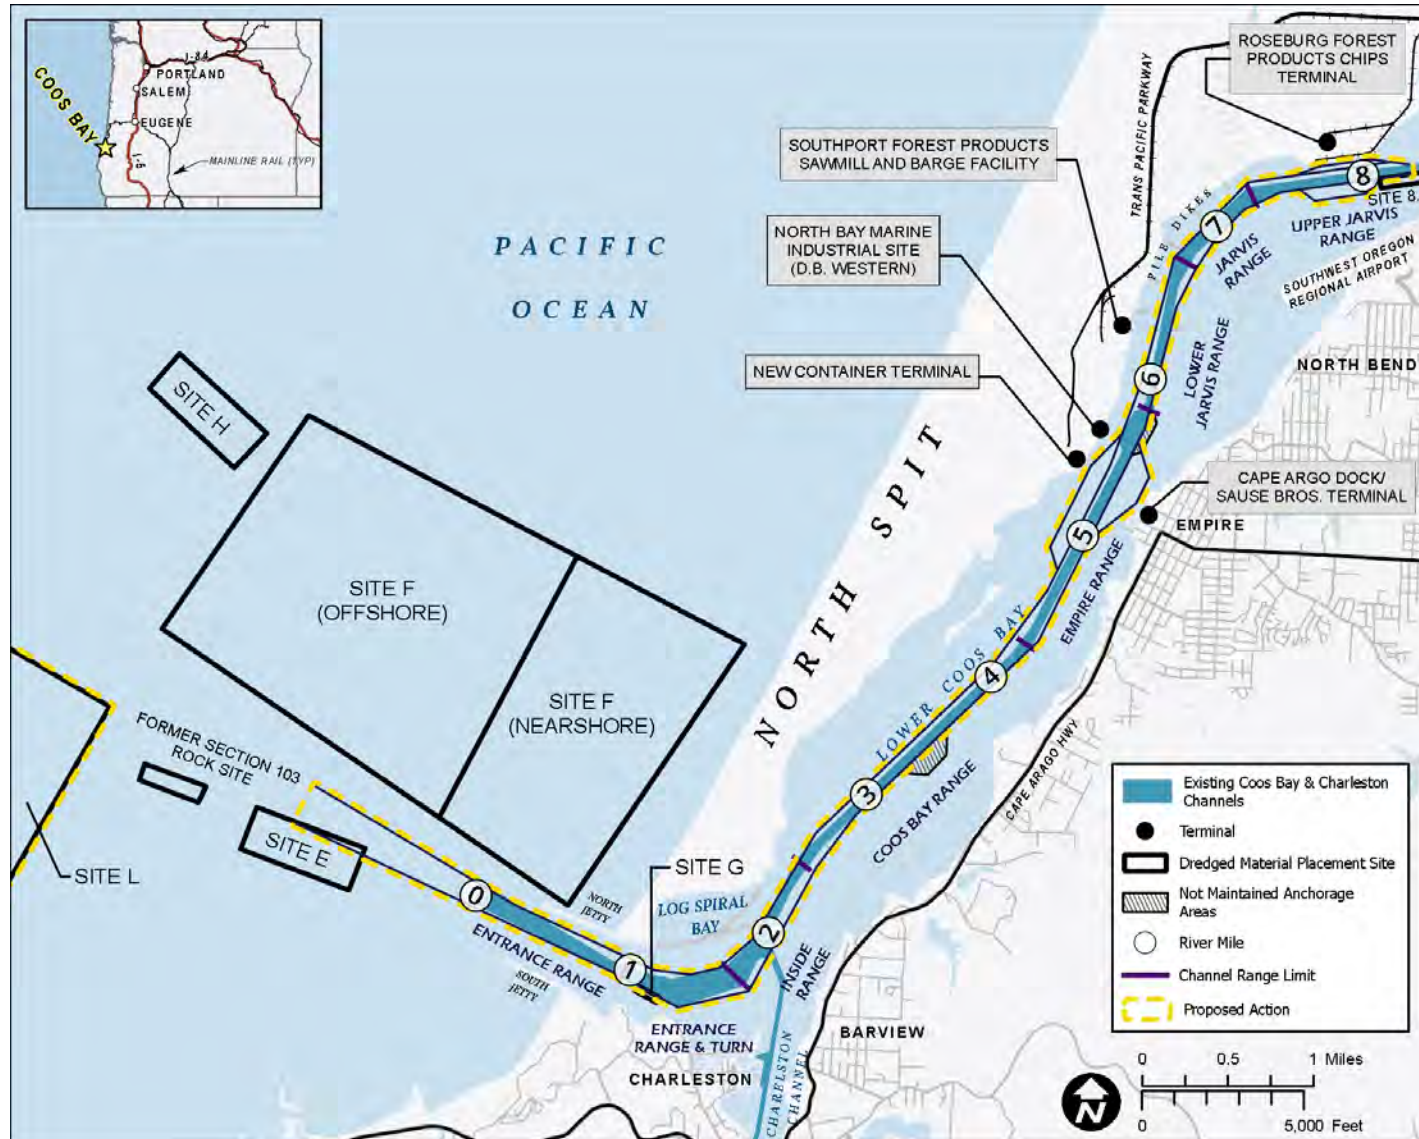 I-84
PORTLAND
SALEM
EUGENE
COOS BAY
I-5
MAINLINE RAIL (TYP)
ROSEBURG FOREST
PRODUCTS CHIPS
TERMINAL
TRANS PACIFIC PARKWAY
SOUTHPORT FOREST PRODUCTS
SAWMILL AND BARGE FACILITY
8
SITE 8.
7
PILE DIKES
UPPER JARVIS
RANGE
JARVIS
RANGE
SOUTHWEST OREGON
REGIONAL AIRPORT
NORTH BAY MARINE
INDUSTRIAL SITE
(D.B. WESTERN)
PACIFIC
OCEAN
NEW CONTAINER TERMINAL
6
LOWER
JARVIS RANGE
NORTH BEND
SITE H
NORTH SPIT
CAPE ARGO DOCK/
SAUSE BROS. TERMINAL
5
EMPIRE
EMPIRE RANGE
SITE F
(OFFSHORE)
SITE F
(NEARSHORE)
LOWER COOS BAY
4
CAPE ARAGO HWY
FORMER SECTION 103
ROCK SITE
3
COOS BAY RANGE
SITE E
SITE L
SITE G
0
NORTH
JETTY
LOG SPIRAL
BAY
2
ENTRANCE RANGE
1
SOUTH
JETTY
INSIDE
RANGE
ENTRANCE
RANGE & TURN
BARVIEW
CHARLESTON
CHARELSTON
CHANNEL
Existing Coos Bay & Charleston
Channels
Terminal
Dredged Material Placement Site
Not Maintained Anchorage
Areas
River Mile
Channel Range Limit
Proposed Action
0 0.5 1 Miles
N
0 5,000 Feet